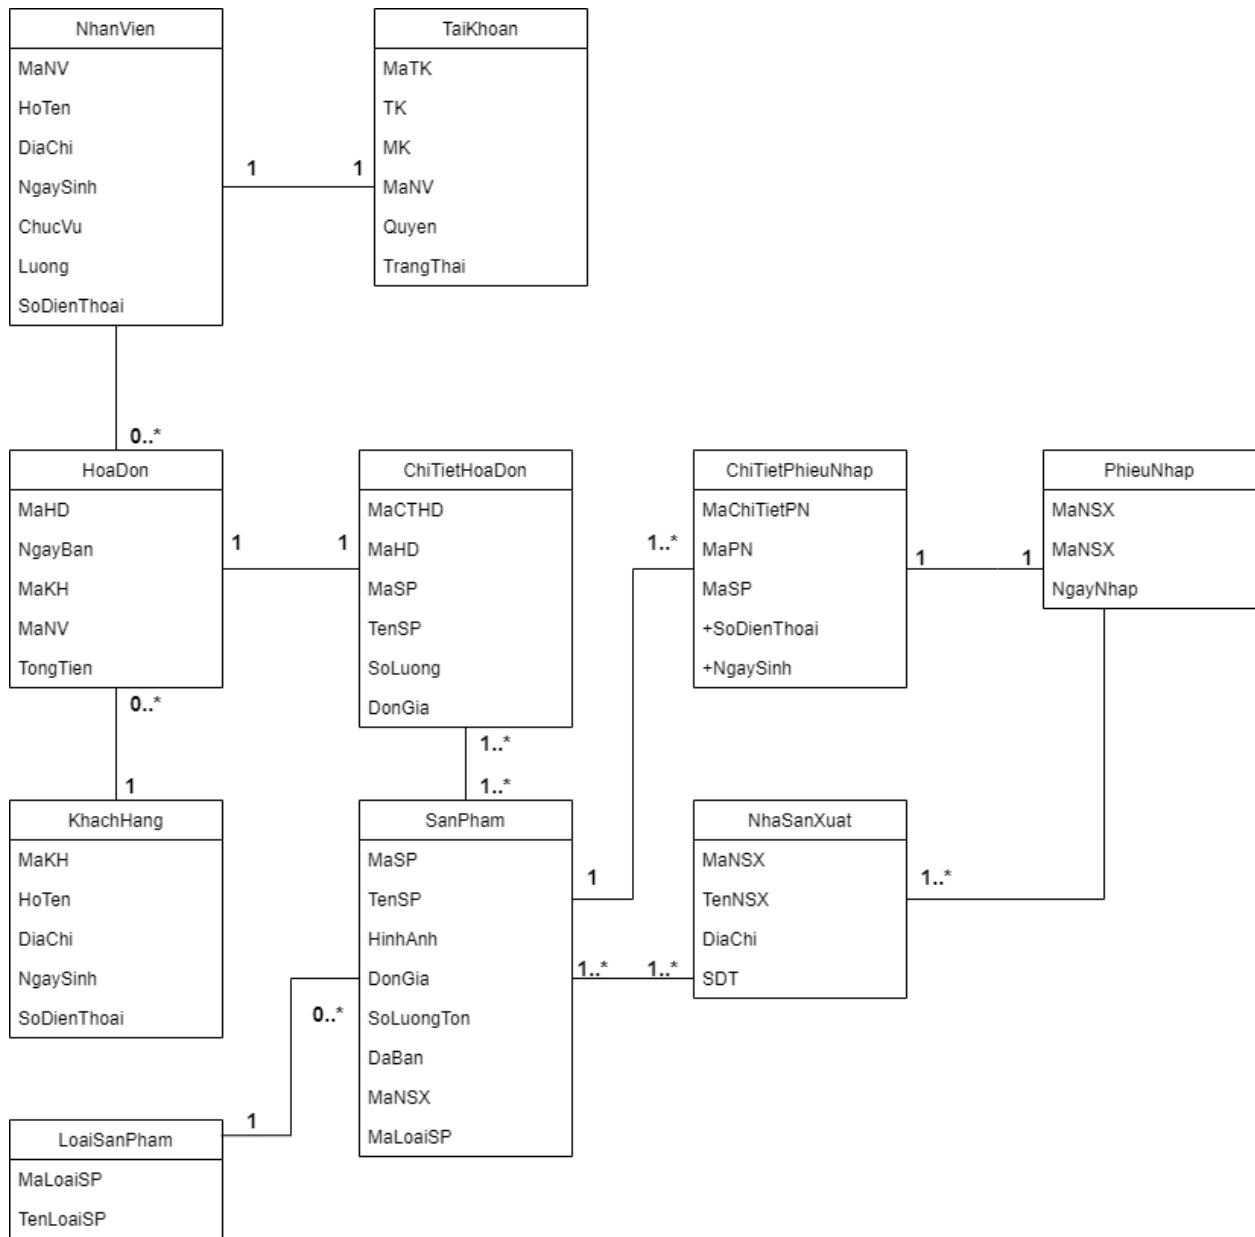 NhanVien
MaNV
HoTen
DiaChi
NgaySinh
ChucVu
Luong
SoDienThoai
1
1
TaiKhoan
MaTK
TK
MK
MaNV
Quyen
TrangThai
0..*
HoaDon
MaHD
NgayBan
MaKH
MaNV
TongTien
1
1
ChiTietHoaDon
MaCTHD
MaHD
MaSP
TenSP
SoLuong
DonGia
1..*
ChiTietPhieuNhap
MaChiTietPN
MaPN
MaSP
+SoDienThoai
+NgaySinh
1
1
PhieuNhap
MaNSX
MaNSX
NgayNhap
0..*
1
1..*
1..*
KhachHang
MaKH
HoTen
DiaChi
NgaySinh
SoDienThoai
SanPham
MaSP
TenSP
HinhAnh
DonGia
SoLuongTon
DaBan
MaNSX
MaLoaiSP
1
1..*
1..*
NhaSanXuat
MaNSX
TenNSX
DiaChi
SDT
1..*
0..*
1
LoaiSanPham
MaLoaiSP
TenLoaiSP